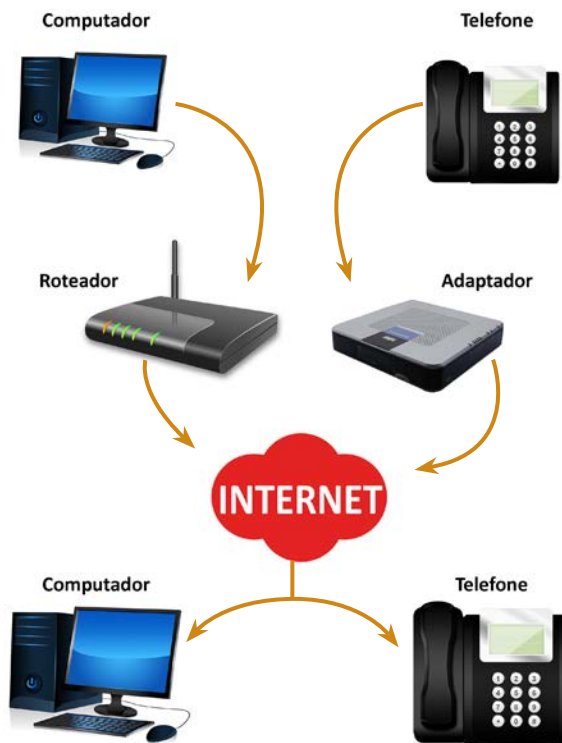 Computador
Telefone
Roteador
Adaptador
INTERNET
Computador
Telefone